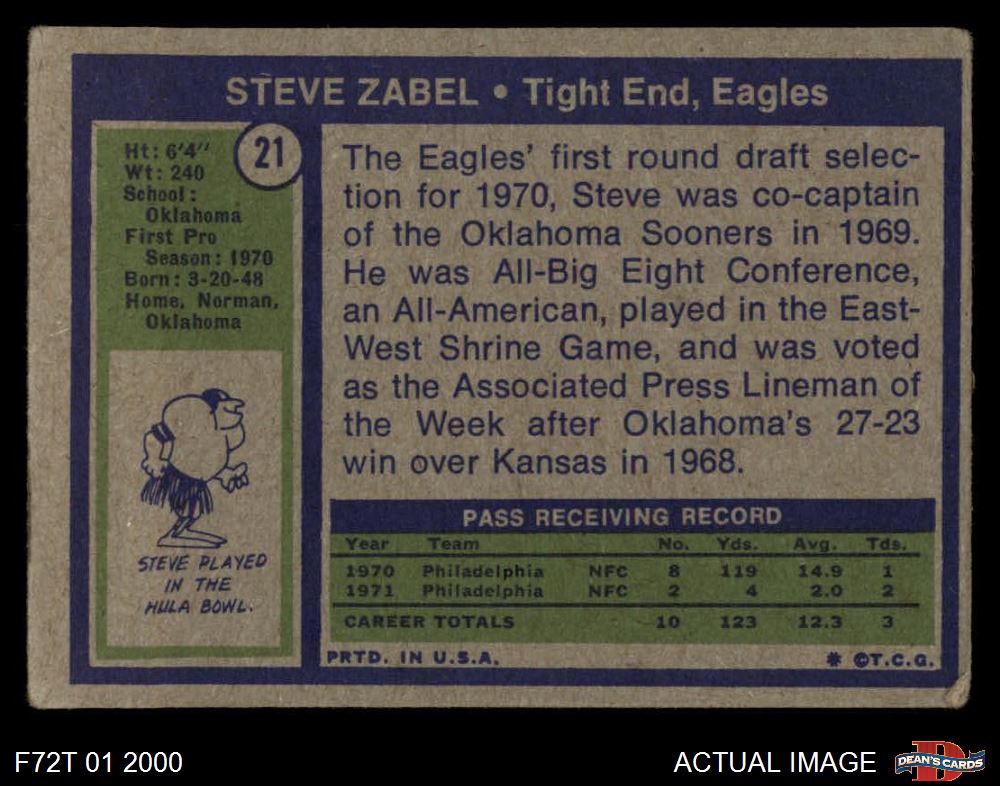 STEVE ZABEL • Tight End, Eagles
21
Ht: 6'4"
Wt: 240
School:
Oklahoma
First Pro
Season: 1970
Born: 3-20-48
Home. Norman,
Oklahoma
STEVE PLAYED
IN THE
HULA BOWL.
The Eagles' first round draft selec-
tion for 1970, Steve was co-captain
of the Oklahoma Sooners in 1969.
He was All-Big Eight Conference,
an All-American, played in the East-
West Shrine Game, and was voted
as the Associated Press Lineman of
the Week after Oklahoma's 27-23
win over Kansas in 1968.
PASS RECEIVING RECORD
Year Team No. Yds. Avg. Tds.
1970 Philadelphia NFC 8 119 14.9 1
1971 Philadelphia NFC 2 4 2.0 2
CAREER TOTALS 10 123 12.3 3
PRTD. IN U.S.A. * ©T.C.G.
F72T 01 2000
ACTUAL IMAGE
D
DEAN'S CARDS